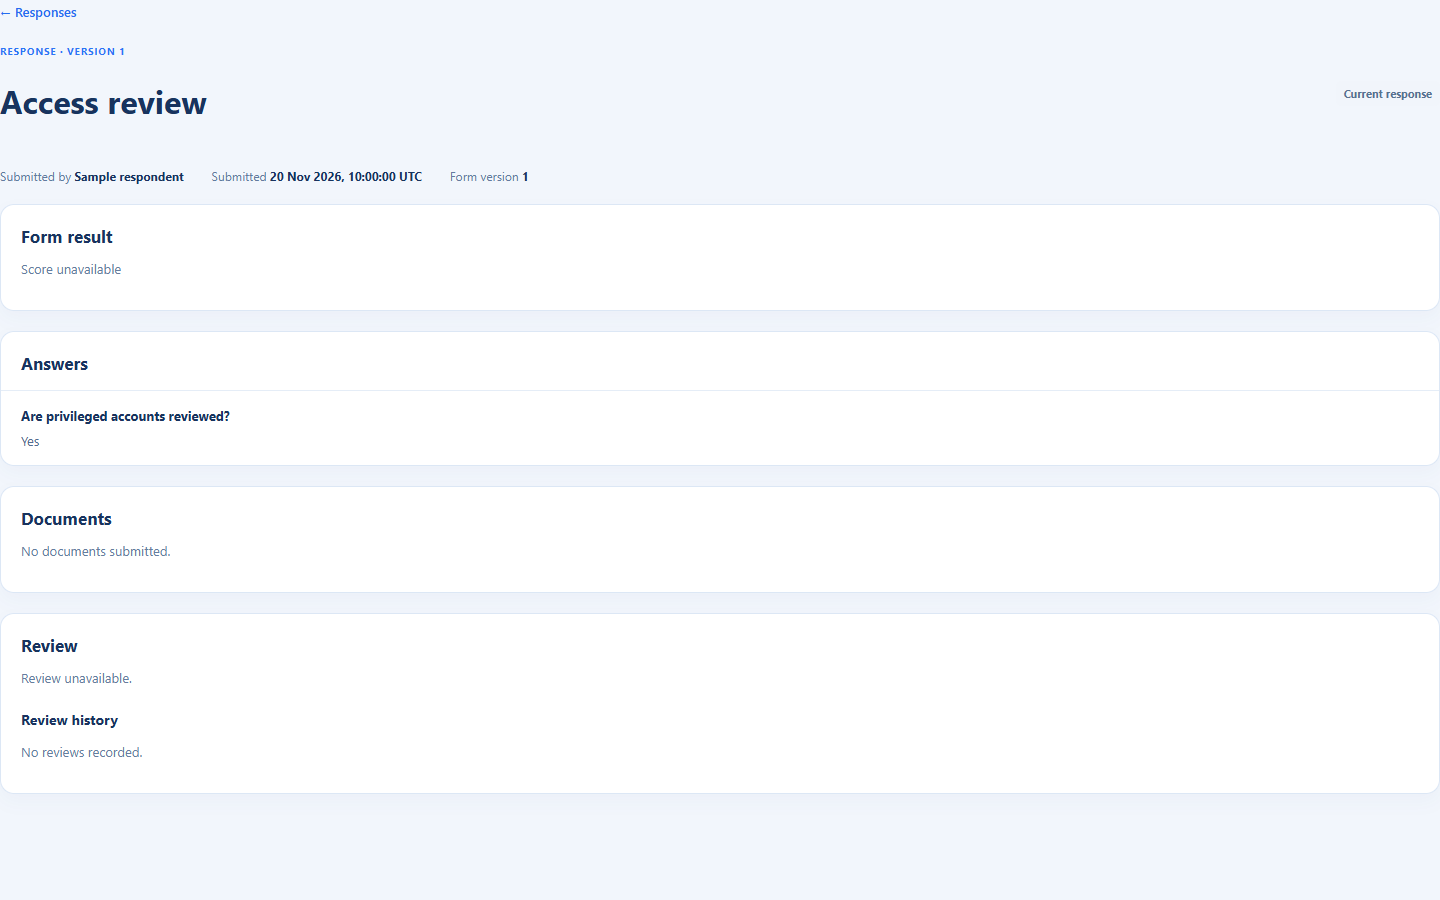 ← Responses
RESPONSE · VERSION 1
Access review
Current response
Submitted by Sample respondent Submitted 20 Nov 2026, 10:00:00 UTC Form version 1
Form result
Score unavailable
Answers
Are privileged accounts reviewed?
Yes
Documents
No documents submitted.
Review
Review unavailable.
Review history
No reviews recorded.